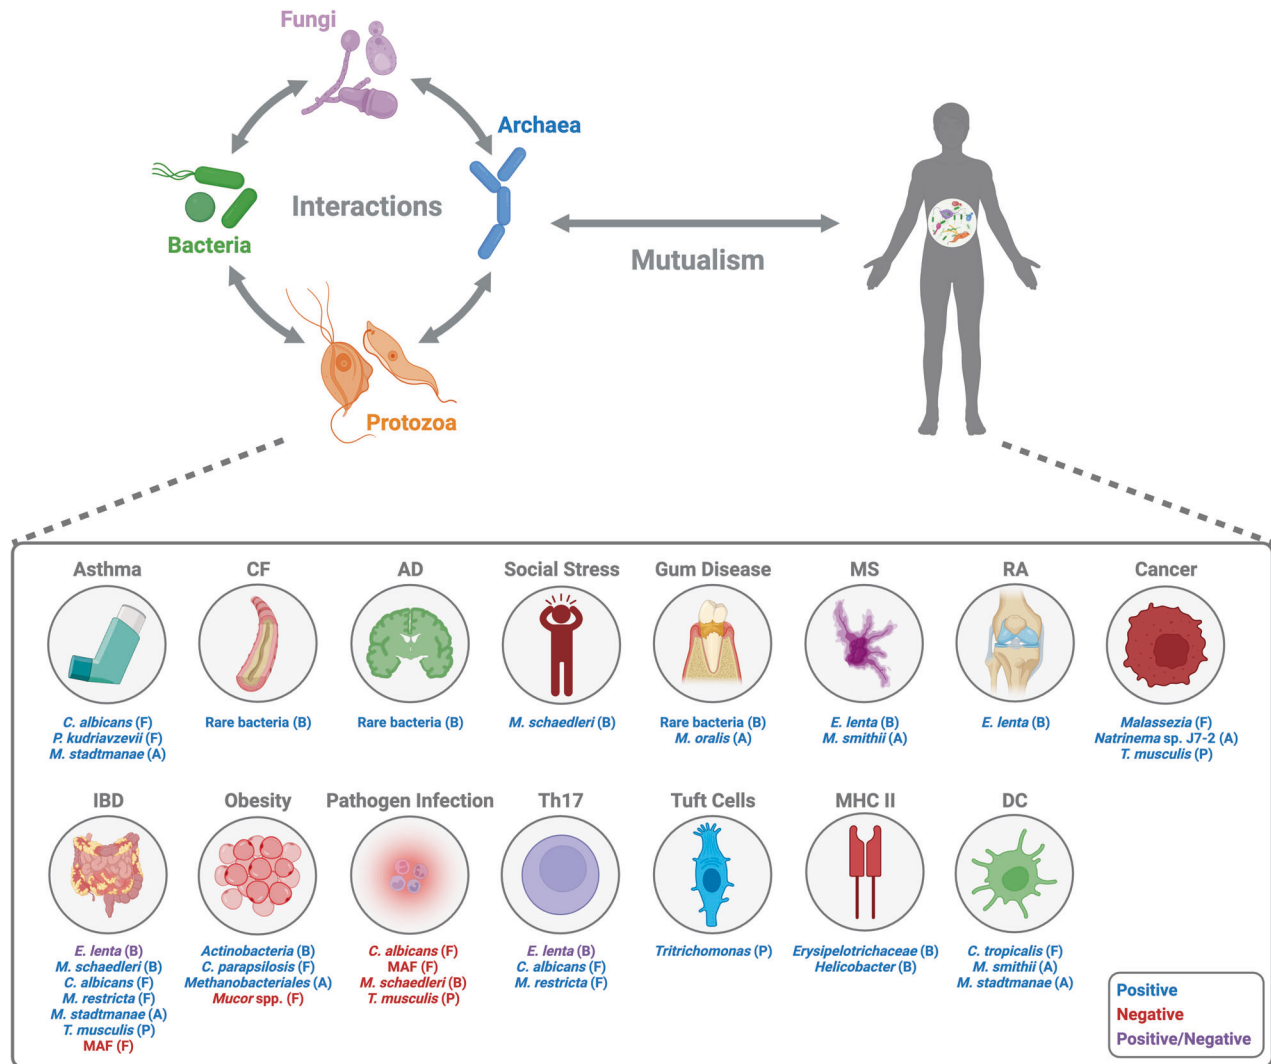 Fungi
Archaea
Interactions
Bacteria
Mutualism
Protozoa
Asthma
C. albicans (F)
P. kudriavzevii (F)
M. stadtmanae (A)
CF
Rare bacteria (B)
AD
Rare bacteria (B)
Social Stress
M. schaedleri (B)
Gum Disease
Rare bacteria (B)
M. oralis (A)
MS
E. lenta (B)
M. smithii (A)
RA
E. lenta (B)
Cancer
Malassezia (F)
Natrinema sp. J7-2 (A)
T. musculis (P)
IBD
E. lenta (B)
M. schaedleri (B)
C. albicans (F)
M. restricta (F)
M. stadtmanae (A)
T. musculis (P)
MAF (F)
Obesity
Actinobacteria (B)
C. parapsilosis (F)
Methanobacteriales (A)
Mucor spp. (F)
Pathogen Infection
C. albicans (F)
MAF (F)
M. schaedleri (B)
T. musculis (P)
Th17
E. lenta (B)
C. albicans (F)
M. restricta (F)
Tuft Cells
Tritrichomonas (P)
MHC II
Erysipelotrichaceae (B)
Helicobacter (B)
DC
C. tropicalis (F)
M. smithii (A)
M. stadtmanae (A)
Positive
Negative
Positive/Negative